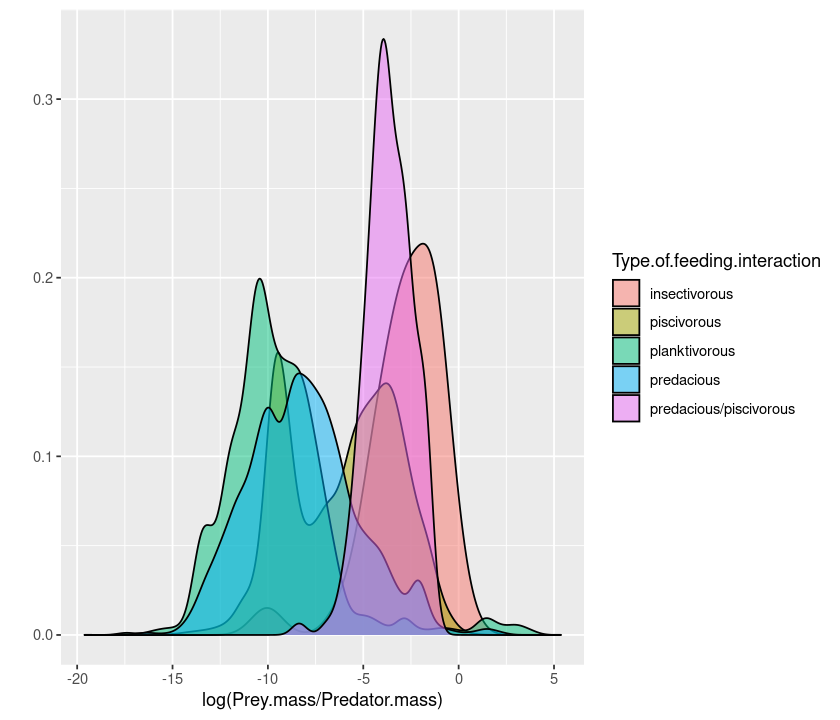 0.3
0.2
0.1
0.0
-20 -15 -10 -5 0 5
log(Prey.mass/Predator.mass)
Type.of.feeding.interaction
insectivorous
piscivorous
planktivorous
predacious
predacious/piscivorous